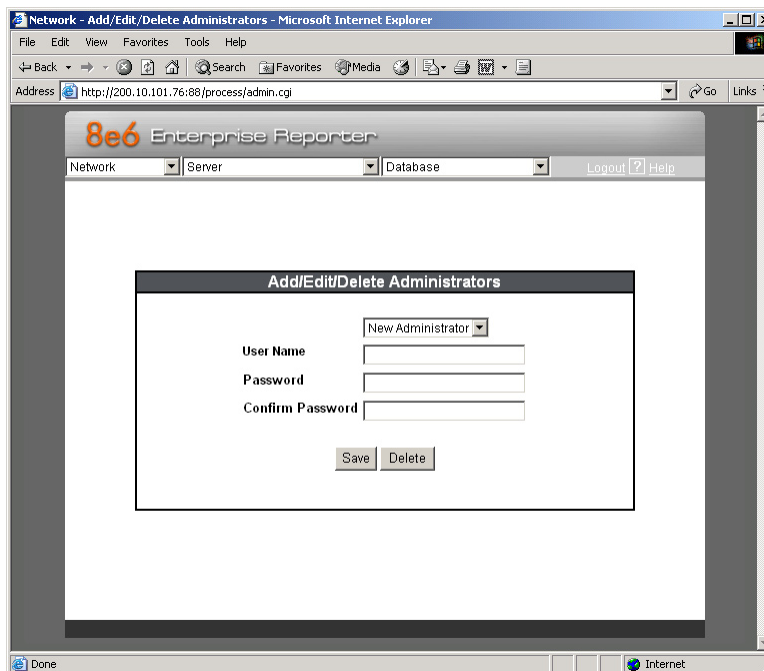 Network - Add/Edit/Delete Administrators - Microsoft Internet Explorer
File Edit View Favorites Tools Help
Back Search Favorites Media
Address http://200.10.101.76:88/process/admin.cgi Go Links
8e6 Enterprise Reporter
Network Server Database Logout ? Help
Add/Edit/Delete Administrators
New Administrator
User Name
Password
Confirm Password
Save Delete
Done Internet